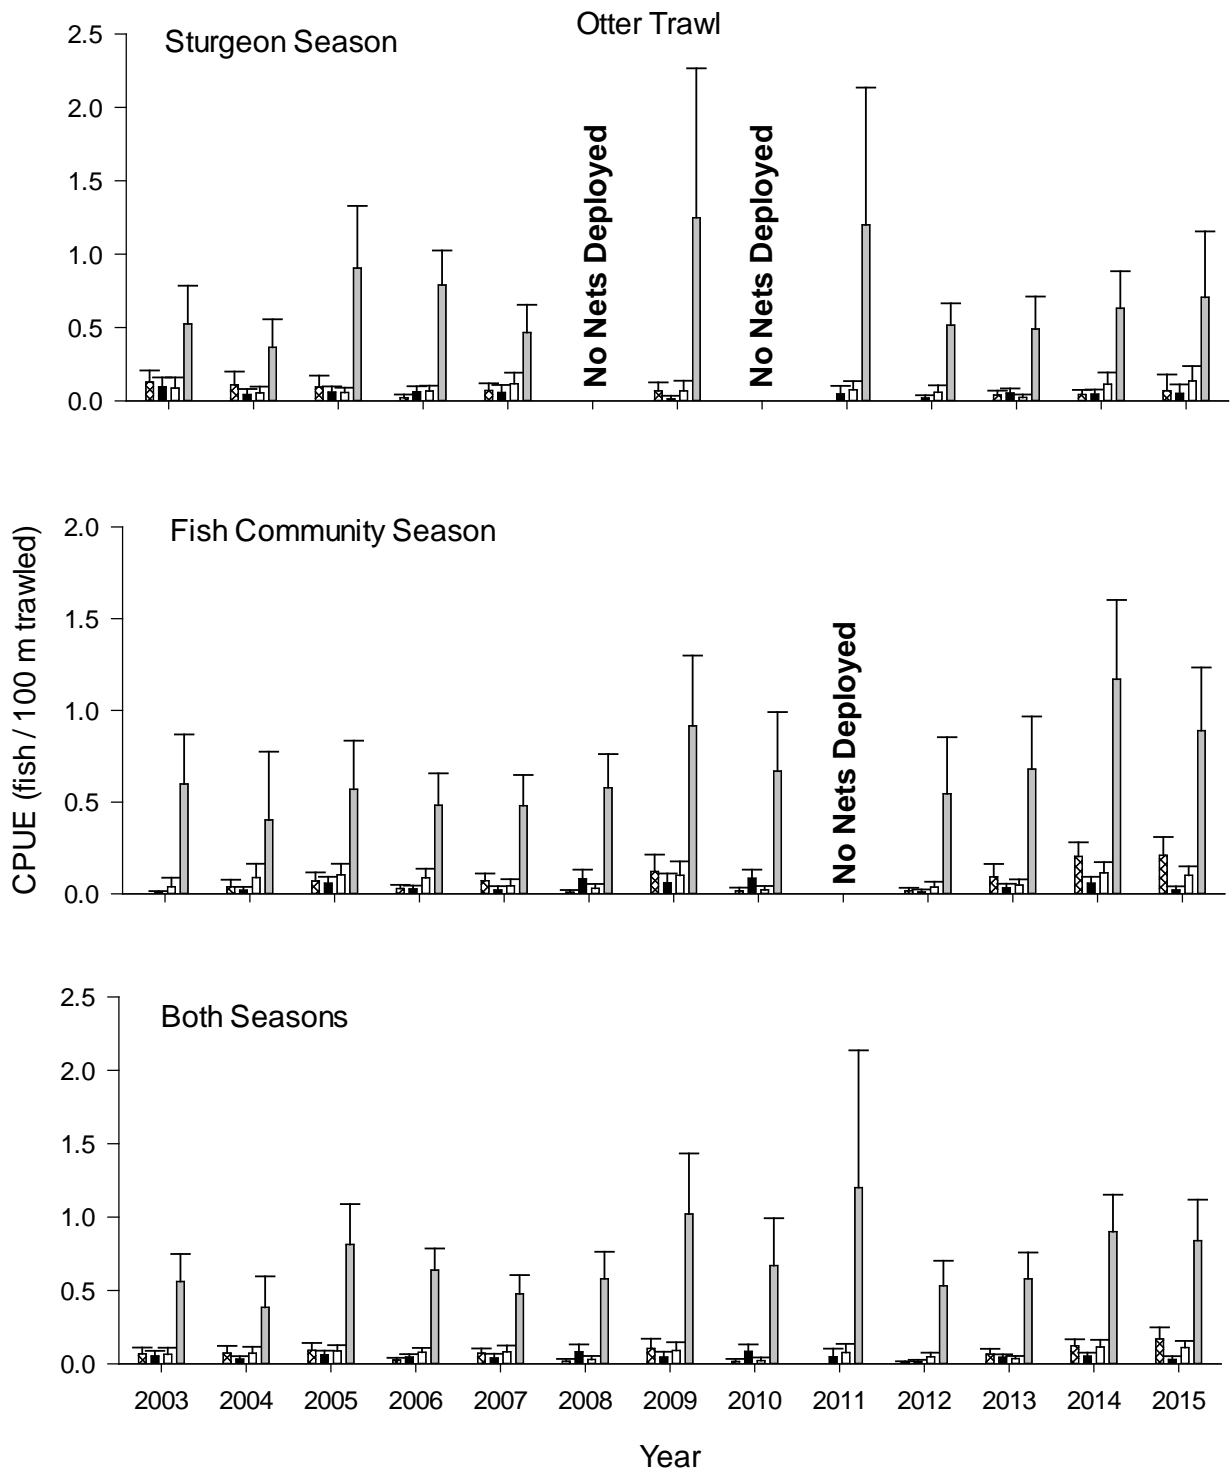 Otter Trawl
Sturgeon Season
2.5
2.0
1.5
1.0
0.5
0.0
No Nets Deployed
No Nets Deployed
Fish Community Season
2.0
1.5
1.0
0.5
0.0
No Nets Deployed
CPUE (fish / 100 m trawled)
Both Seasons
2.5
2.0
1.5
1.0
0.5
0.0
2003 2004 2005 2006 2007 2008 2009 2010 2011 2012 2013 2014 2015
Year